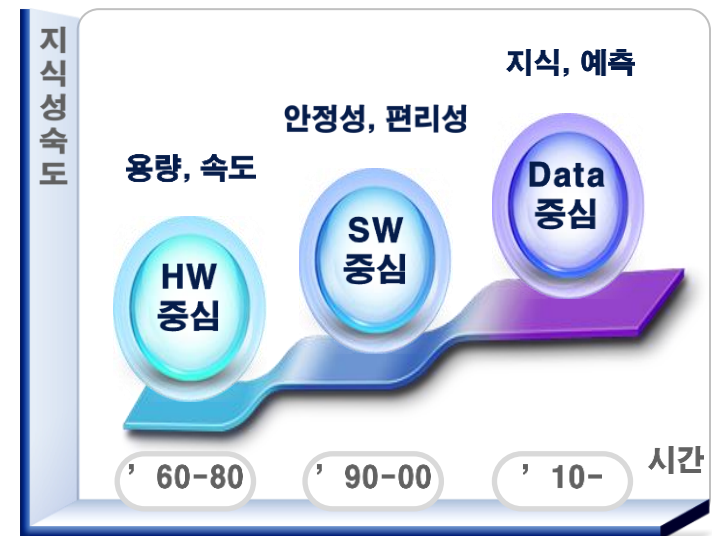 지식성숙도
지식, 예측
안정성, 편리성
용량, 속도
Data
중심
SW
중심
HW
중심
’ 60-80
’ 90-00
’ 10-
시간